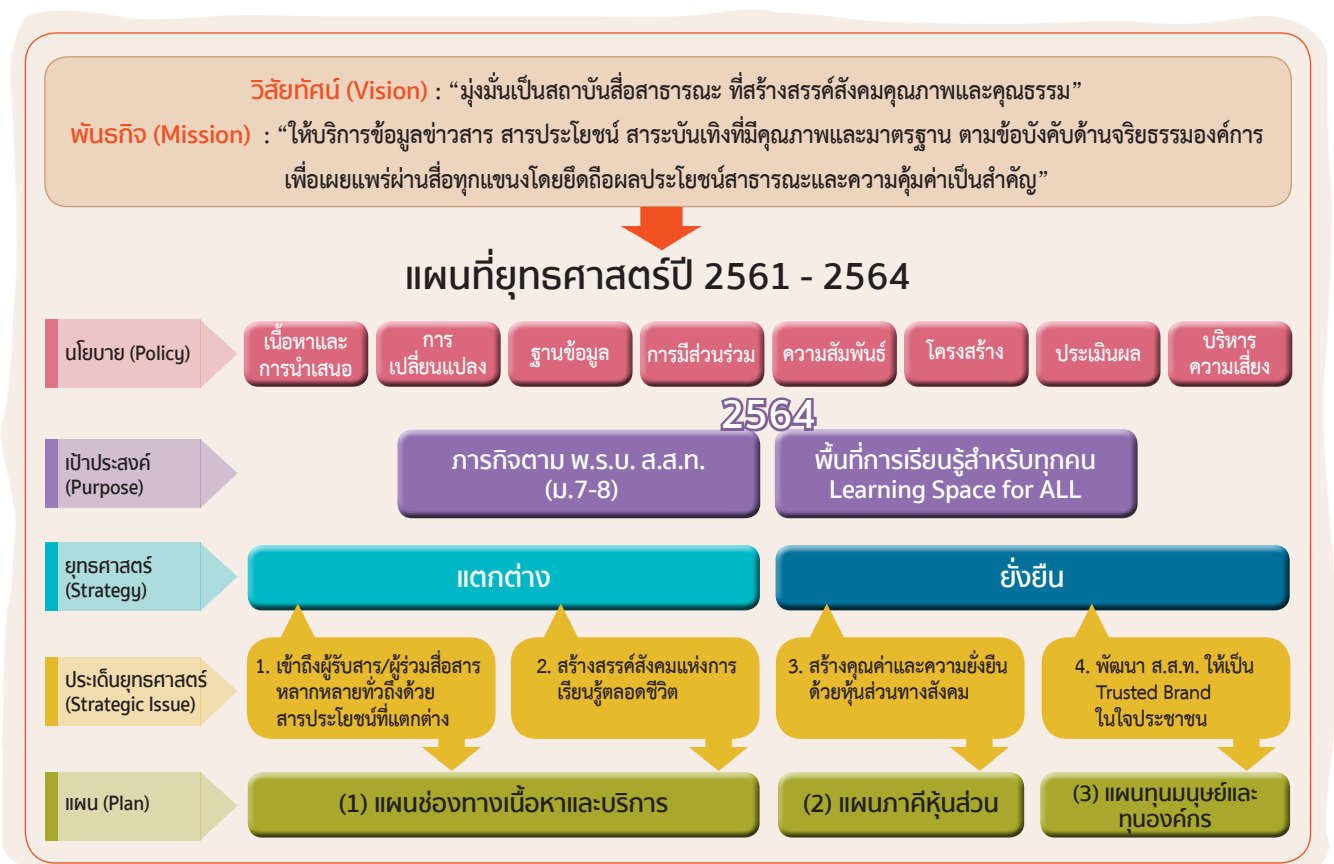 วิสัยทัศน์ (Vision) : “มุ่งมั่นเป็นสถาบันสื่อสาธารณะ ที่สร้างสรรค์สังคมคุณภาพและคุณธรรม”
พันธกิจ (Mission) : “ให้บริการข้อมูลข่าวสาร สารประโยชน์ สาระบันเทิงที่มีคุณภาพและมาตรฐาน ตามข้อบังคับด้านจริยธรรมองค์การ
เพื่อเผยแพร่ผ่านสื่อทุกแขนงโดยยึดถือผลประโยชน์สาธารณะและความคุ้มค่าเป็นสำคัญ”
แผนที่ยุทธศาสตร์ปี 2561 - 2564
นโยบาย (Policy)
เนื้อหาและ
การนำเสนอ
การ
เปลี่ยนแปลง
ฐานข้อมูล
การมีส่วนร่วม
ความสัมพันธ์
โครงสร้าง
ประเมินผล
บริหาร
ความเสี่ยง
2564
เป้าประสงค์
(Purpose)
ภารกิจตาม พ.ร.บ. ส.ส.ท.
(ม.7-8)
พื้นที่การเรียนรู้สำหรับทุกคน
Learning Space for ALL
ยุทธศาสตร์
(Strategy)
แตกต่าง
ยั่งยืน
ประเด็นยุทธศาสตร์
(Strategic Issue)
1. เข้าถึงผู้รับสาร/ผู้ร่วมสื่อสาร
หลากหลายทั่วถึงด้วย
สารประโยชน์ที่แตกต่าง
2. สร้างสรรค์สังคมแห่งการ
เรียนรู้ตลอดชีวิต
3. สร้างคุณค่าและความยั่งยืน
ด้วยหุ้นส่วนทางสังคม
4. พัฒนา ส.ส.ท. ให้เป็น
Trusted Brand
ในใจประชาชน
แผน (Plan)
(1) แผนช่องทางเนื้อหาและบริการ
(2) แผนภาคีหุ้นส่วน
(3) แผนทุนมนุษย์และ
ทุนองค์กร